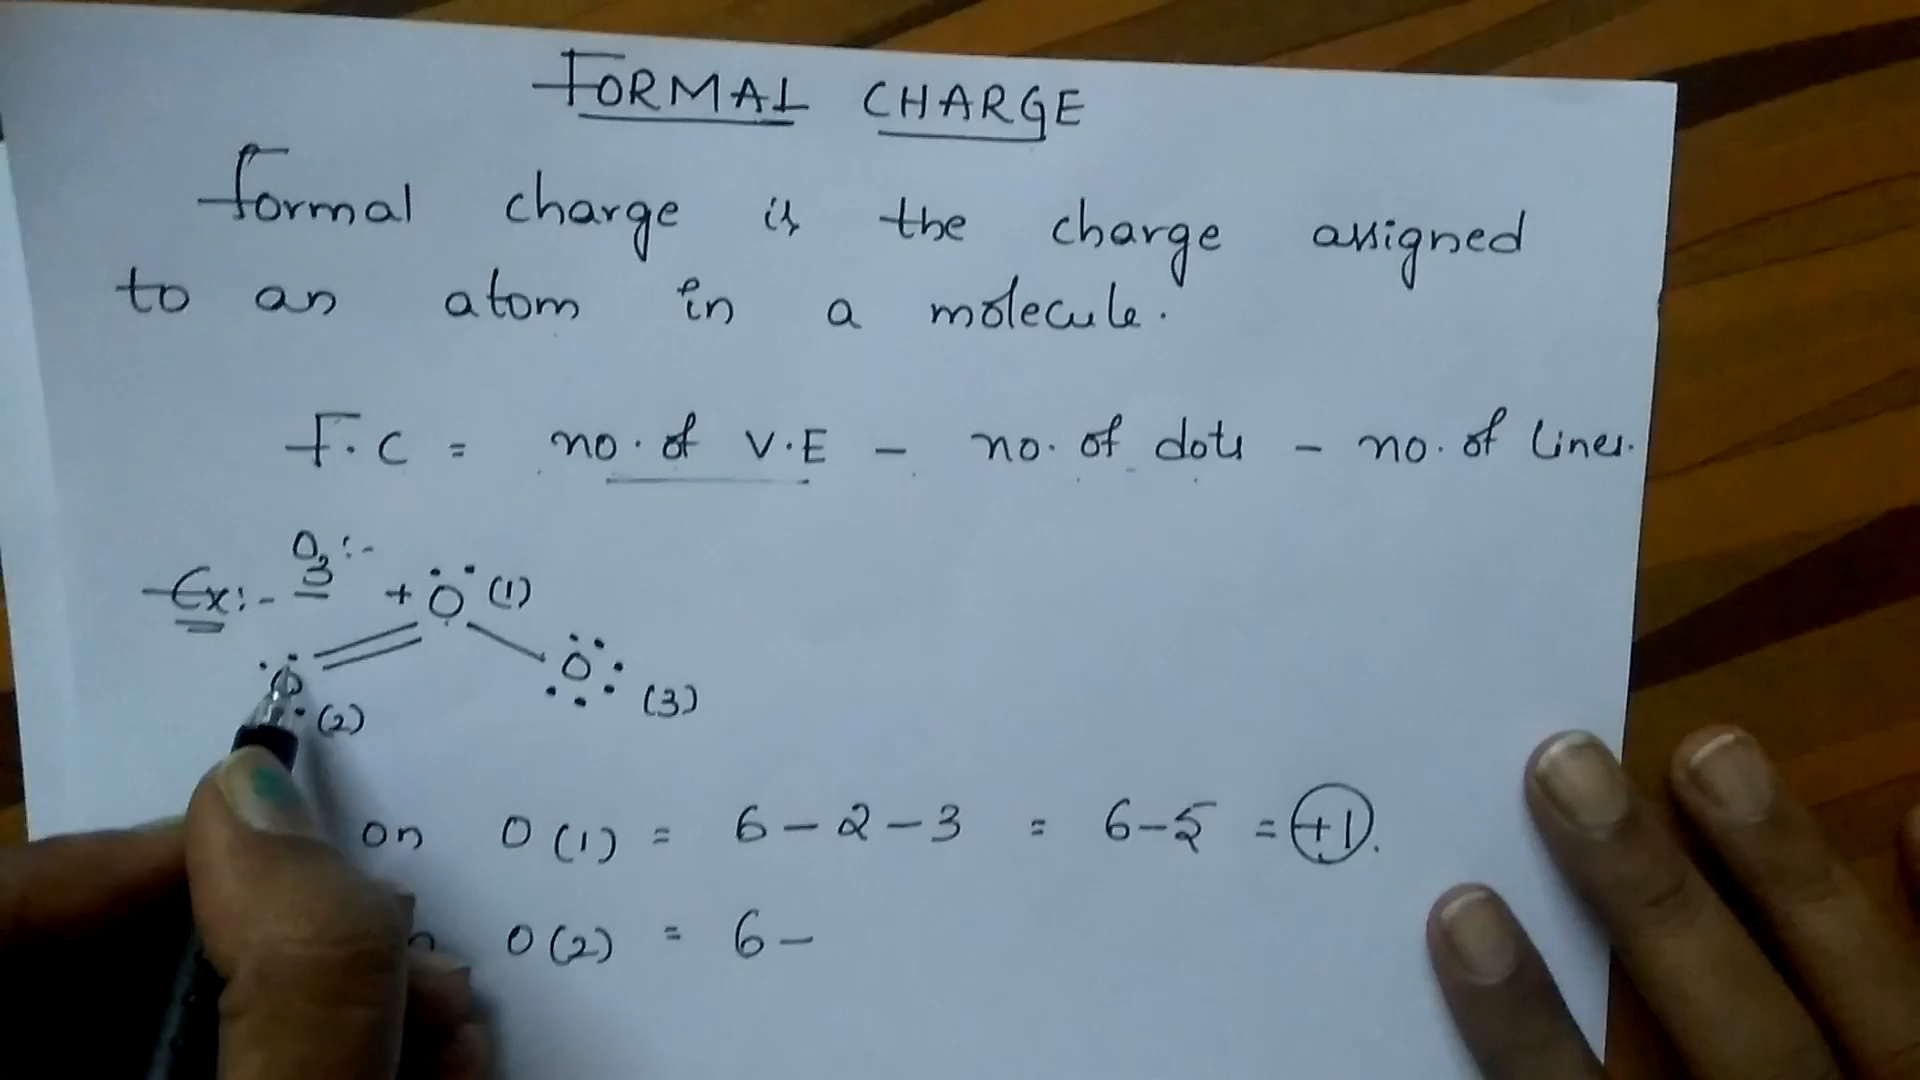 FORMAL CHARGE
Formal charge is the charge assigned
to an atom in a molecule.
F.C = no. of V.E - no. of dots - no. of lines.
Ex:- O3:-
+ O (1)
O
O (3)
(2)
on O(1) = 6-2-3 = 6-5 = +1.
O(2) = 6-